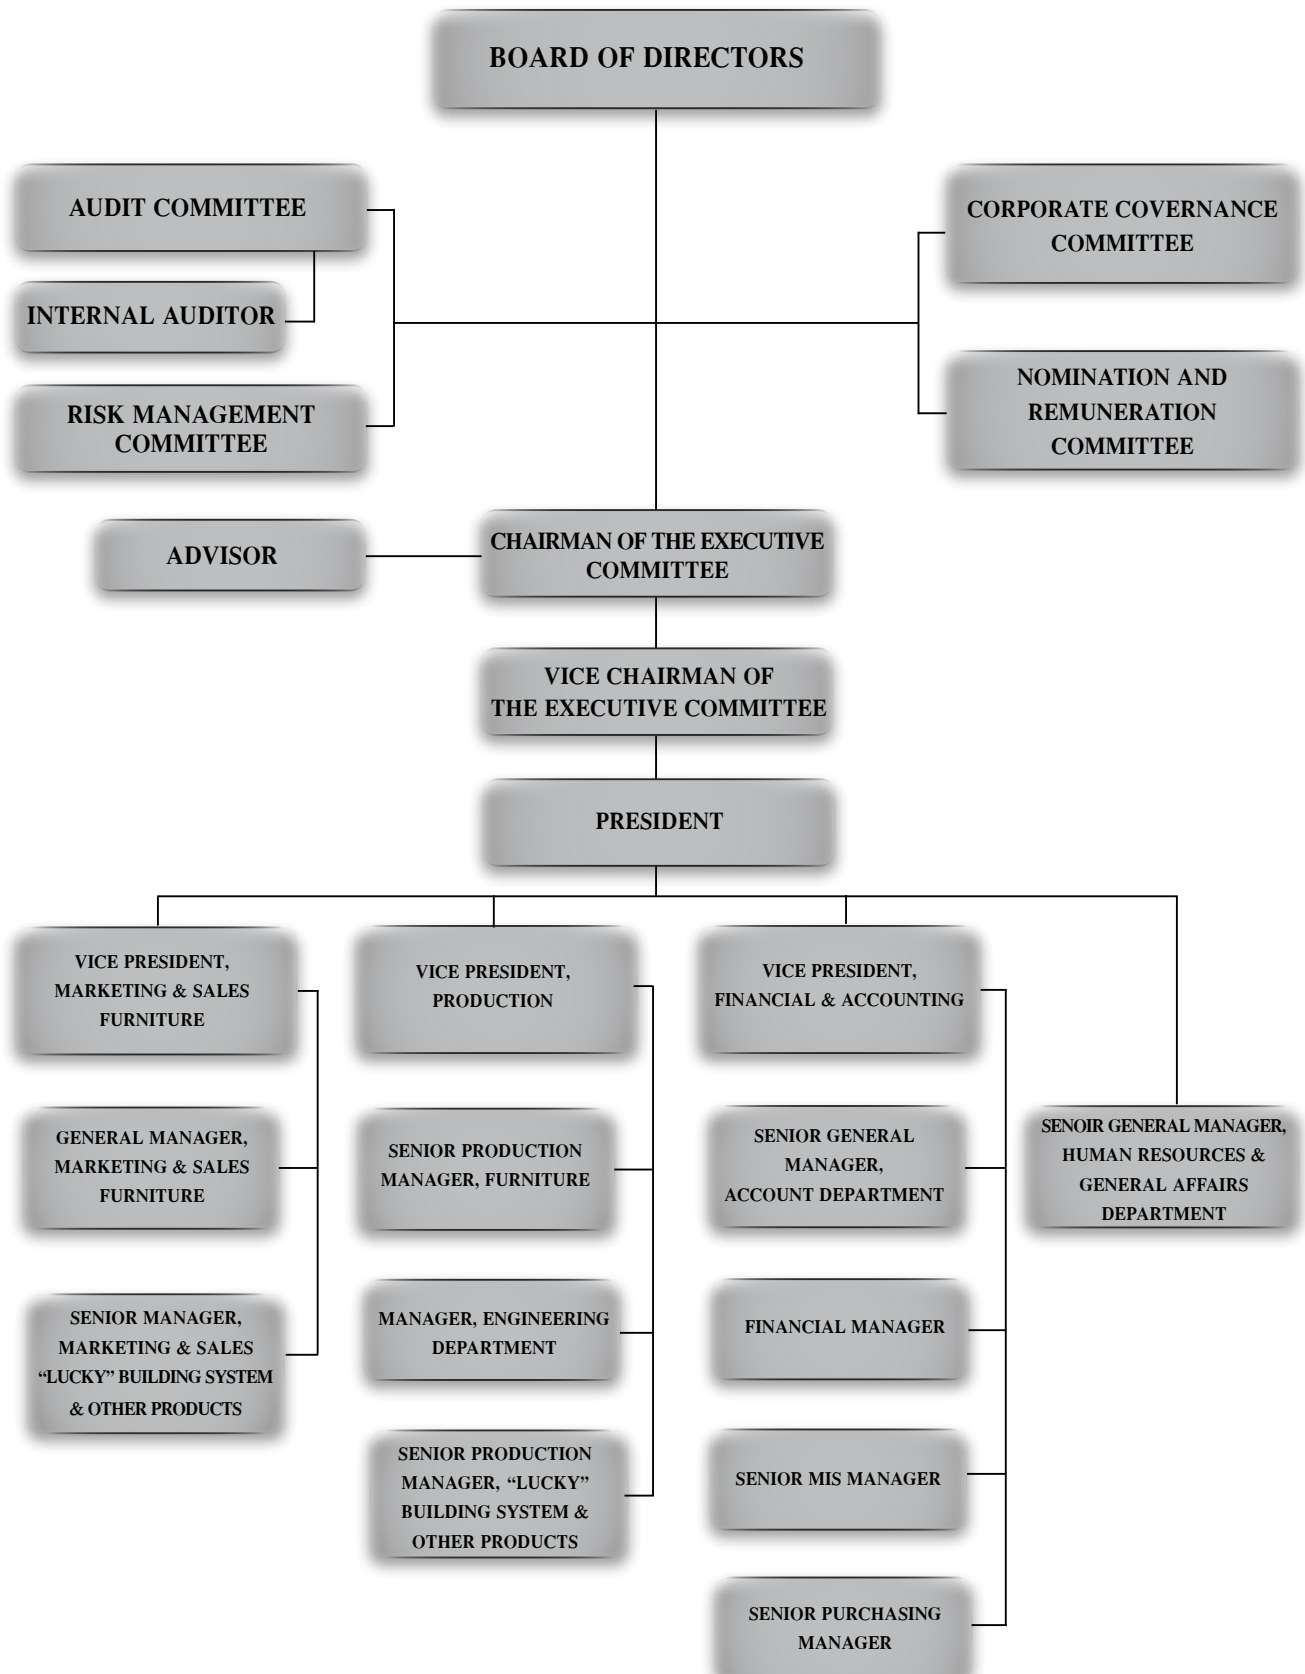 BOARD OF DIRECTORS
AUDIT COMMITTEE
INTERNAL AUDITOR
RISK MANAGEMENT
COMMITTEE
CORPORATE COVERNANCE
COMMITTEE
NOMINATION AND
REMUNERATION
COMMITTEE
ADVISOR
CHAIRMAN OF THE EXECUTIVE
COMMITTEE
VICE CHAIRMAN OF
THE EXECUTIVE COMMITTEE
PRESIDENT
VICE PRESIDENT,
MARKETING & SALES
FURNITURE
GENERAL MANAGER,
MARKETING & SALES
FURNITURE
SENIOR MANAGER,
MARKETING & SALES
“LUCKY” BUILDING SYSTEM
& OTHER PRODUCTS
VICE PRESIDENT,
PRODUCTION
SENIOR PRODUCTION
MANAGER, FURNITURE
MANAGER, ENGINEERING
DEPARTMENT
SENIOR PRODUCTION
MANAGER, “LUCKY”
BUILDING SYSTEM &
OTHER PRODUCTS
VICE PRESIDENT,
FINANCIAL & ACCOUNTING
SENIOR GENERAL
MANAGER,
ACCOUNT DEPARTMENT
FINANCIAL MANAGER
SENIOR MIS MANAGER
SENIOR PURCHASING
MANAGER
SENOIR GENERAL MANAGER,
HUMAN RESOURCES &
GENERAL AFFAIRS
DEPARTMENT